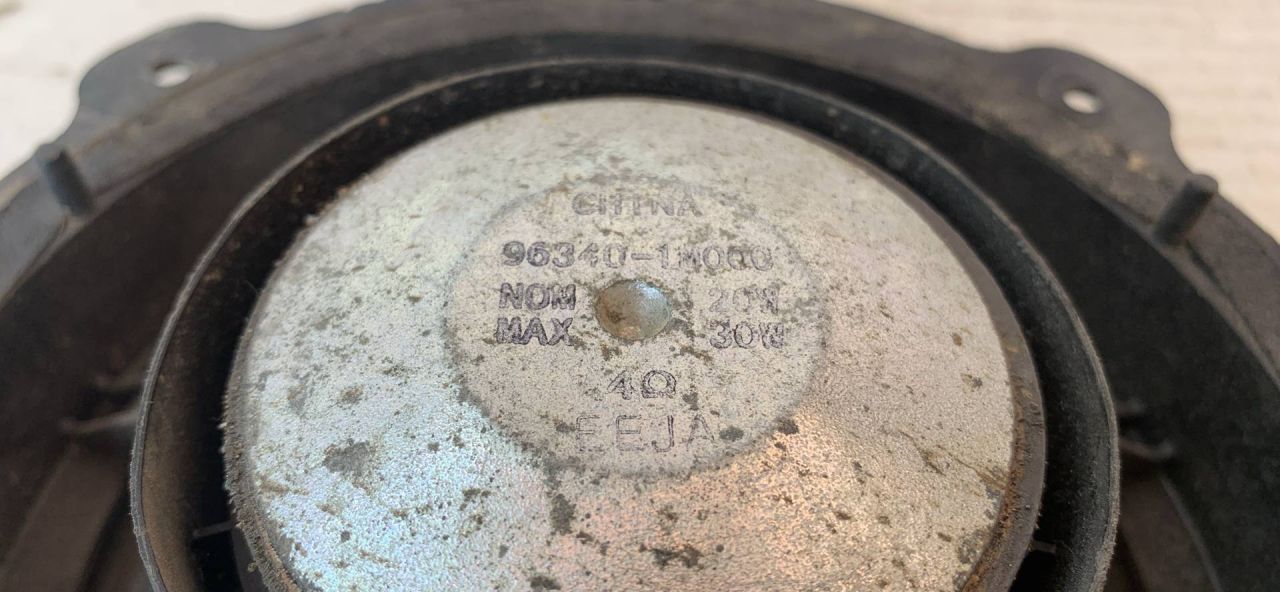 CHINA
96340-1M000
NOM 20W
MAX 30W
4Ω
EEJA